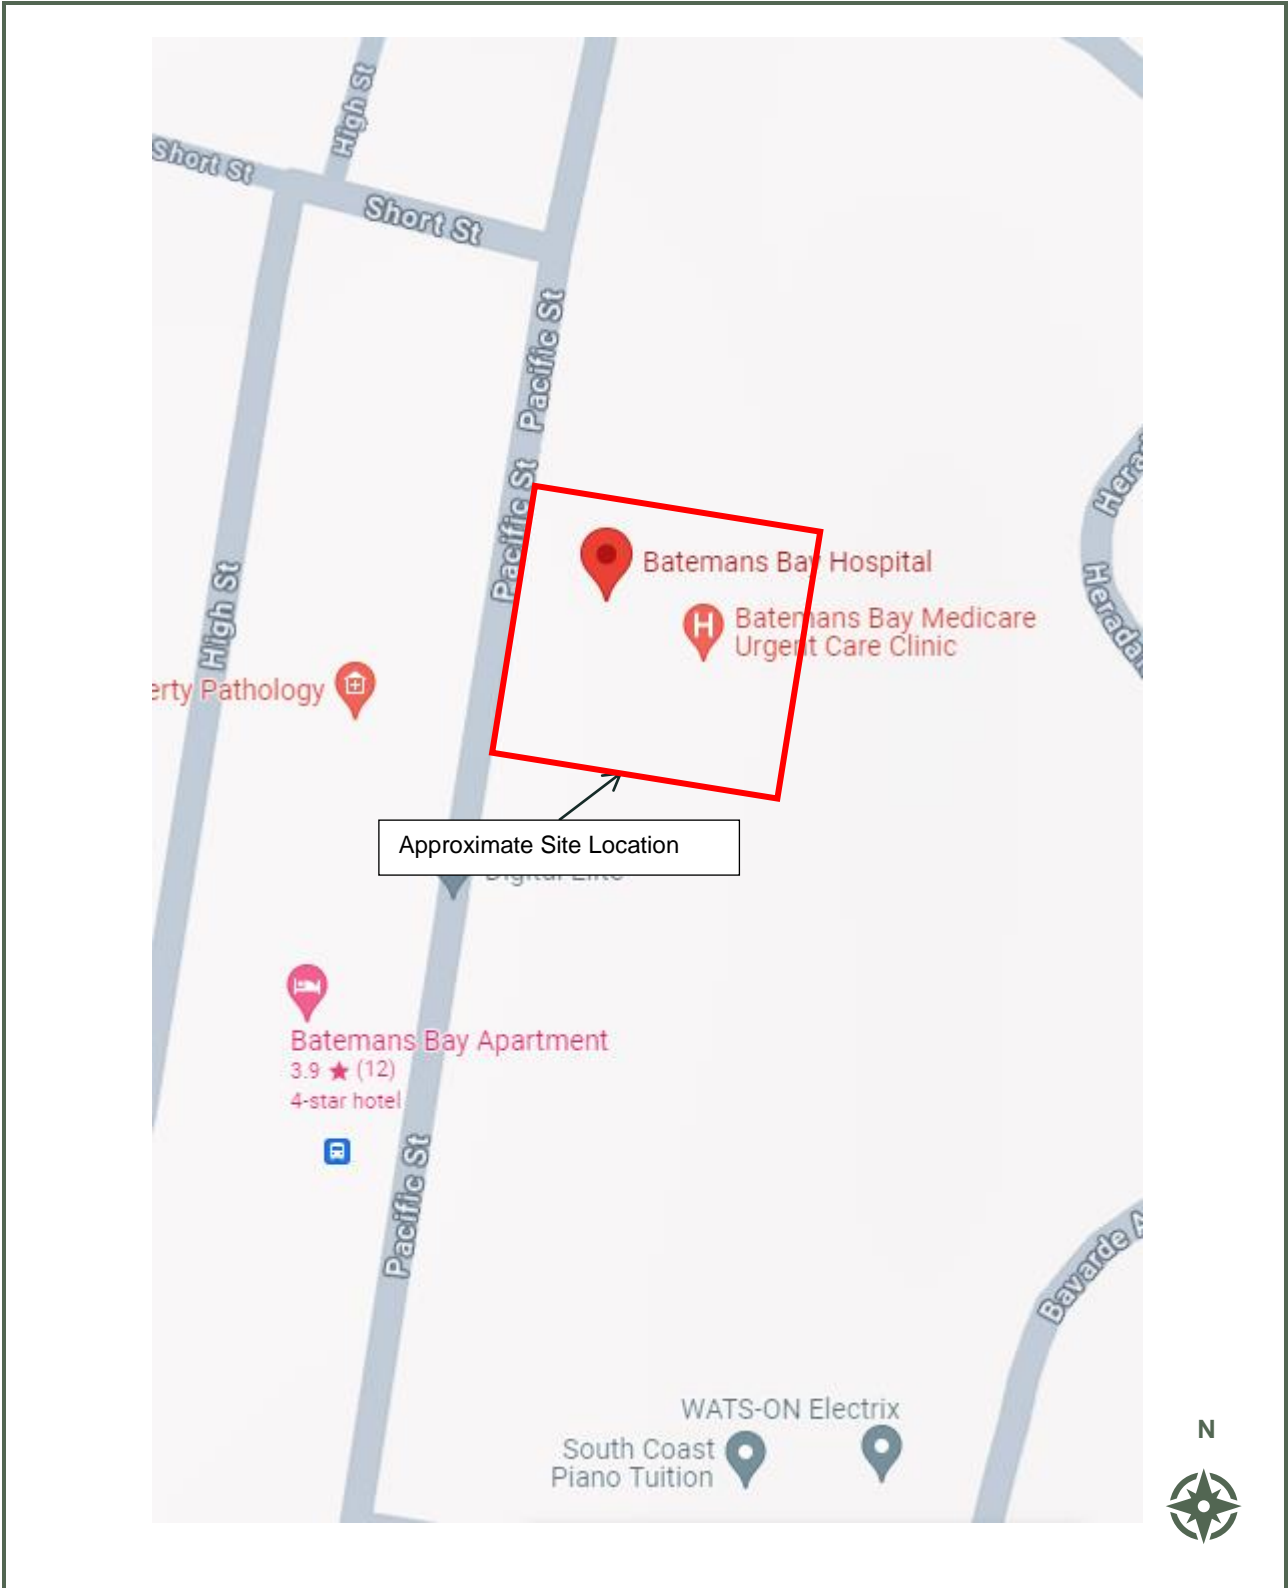 High St
Short St
Short St
Pacific St
Pacific St
Batemans Bay Hospital
Batemans Bay Medicare
Urgent Care Clinic
H
High St
erty Pathology
Approximate Site Location
Batemans Bay Apartment
3.9 ★ (12)
4-star hotel
Pacific St
Bavarde A
WATS-ON Electrix
South Coast
Piano Tuition
N